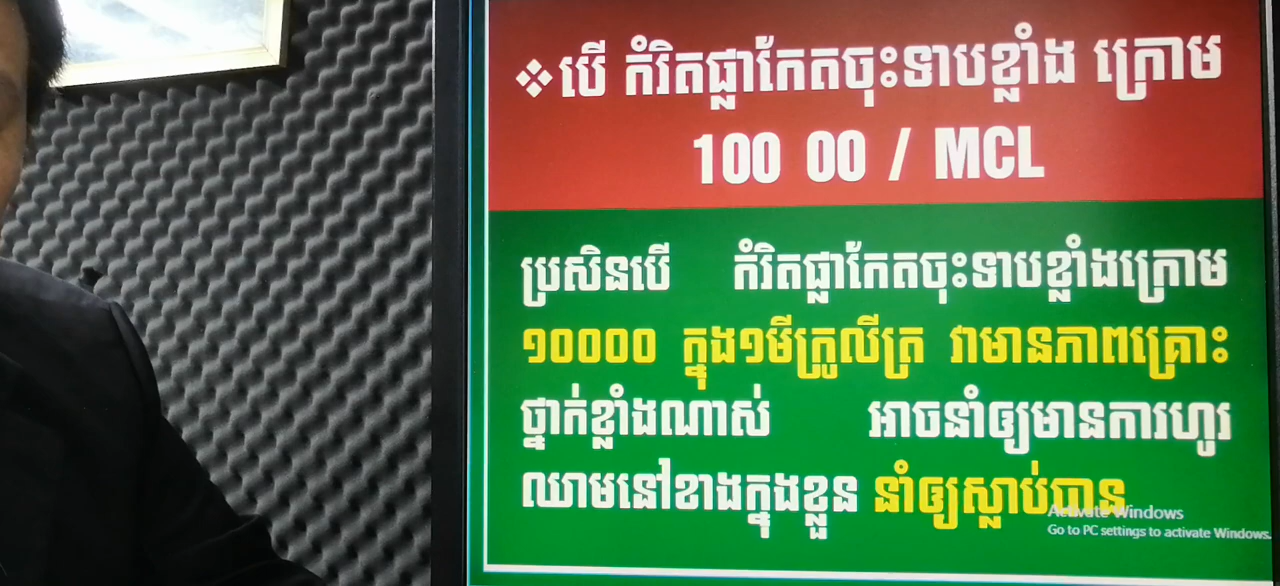 ❖បើ កំរិតផ្លាកែតចុះទាបខ្លាំង ក្រោម
100 00 / MCL
ប្រសិនបើ កំរិតផ្លាកែតចុះទាបខ្លាំងក្រោម
១០០០០ ក្នុង១មីក្រូលីត្រ វាមានភាពគ្រោះ
ថ្នាក់ខ្លាំងណាស់ អាចនាំឲ្យមានការហូរ
ឈាមនៅខាងក្នុងខ្លួន នាំឲ្យស្លាប់បាន
Activate Windows
Go to PC settings to activate Windows.